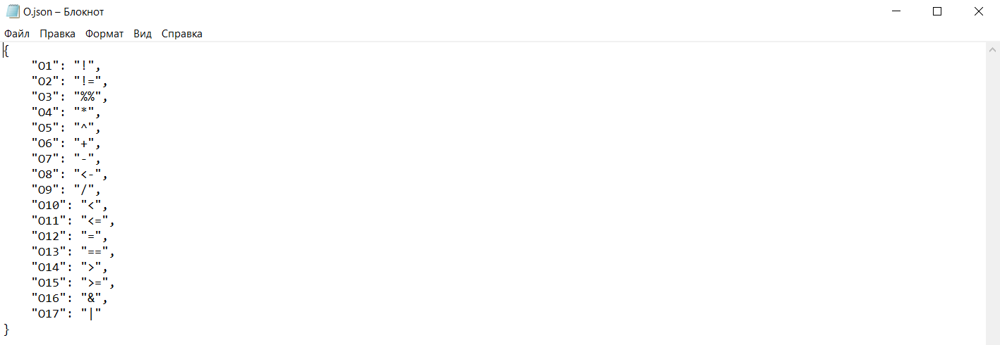 O.json – Блокнот
Файл Правка Формат Вид Справка
{
    "O1": "!",
    "O2": "!=",
    "O3": "%%",
    "O4": "*",
    "O5": "^",
    "O6": "+",
    "O7": "-",
    "O8": "<-",
    "O9": "/",
    "O10": "<",
    "O11": "<=",
    "O12": "=",
    "O13": "==",
    "O14": ">",
    "O15": ">=",
    "O16": "&",
    "O17": "|"
}